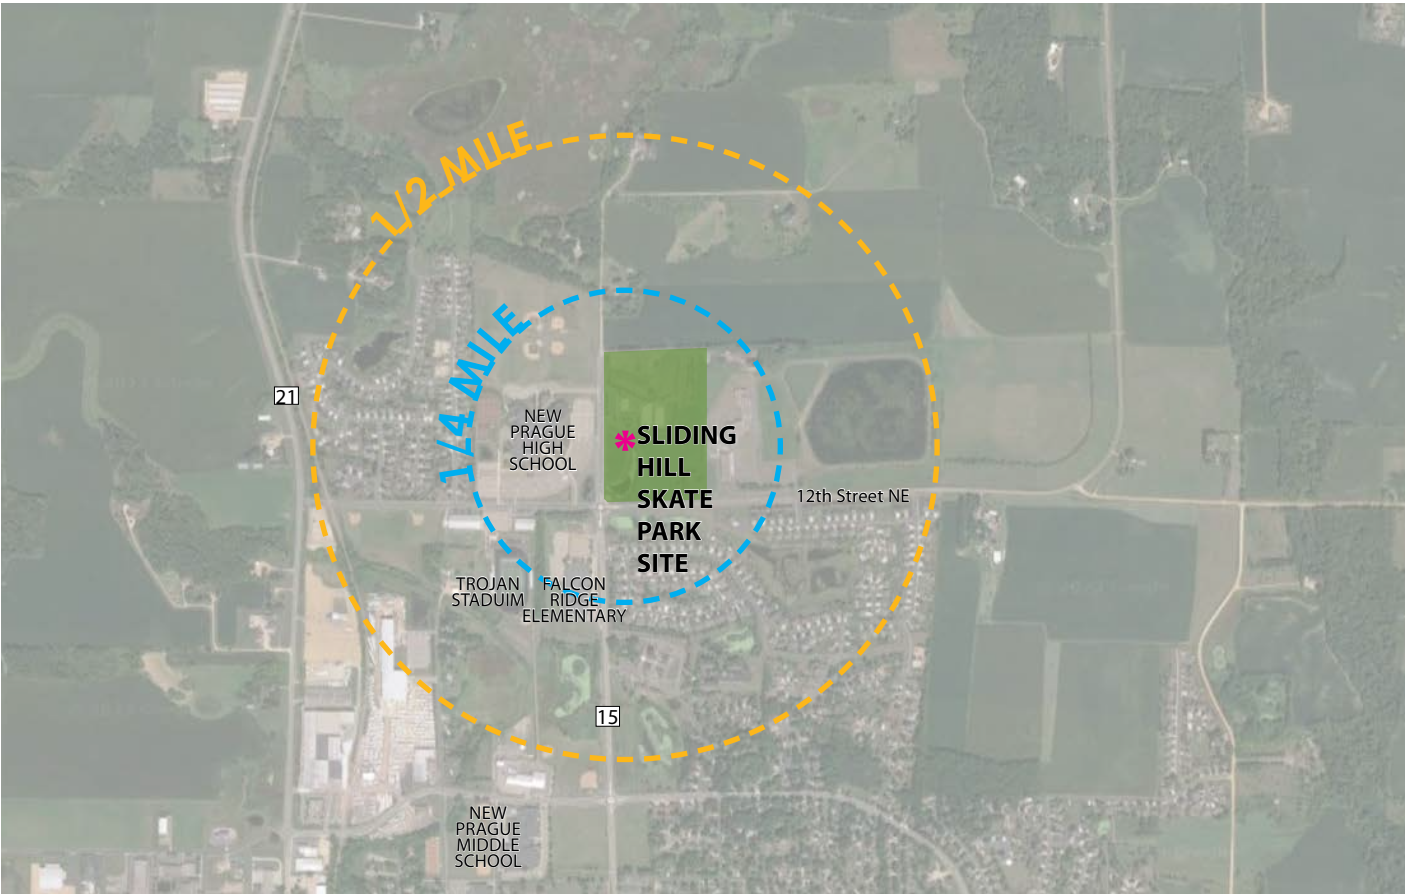 1/2 MILE
1/4 MILE
21
NEW
PRAGUE
HIGH
SCHOOL
*SLIDING
HILL
SKATE
PARK
SITE
12th Street NE
TROJAN
STADUIM
FALCON
RIDGE
ELEMENTARY
15
NEW
PRAGUE
MIDDLE
SCHOOL